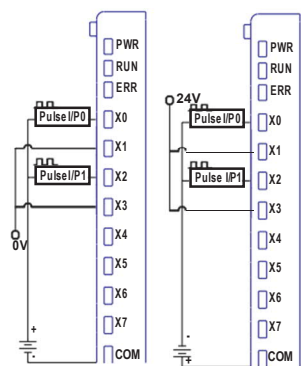 PWR
RUN
ERR
Pulse I/P0
X0
X1
Pulse I/P1
X2
X3
0V
X4
X5
X6
X7
+
-
COM
PWR
RUN
ERR
24V
Pulse I/P0
X0
X1
Pulse I/P1
X2
X3
X4
X5
X6
X7
-
+
COM